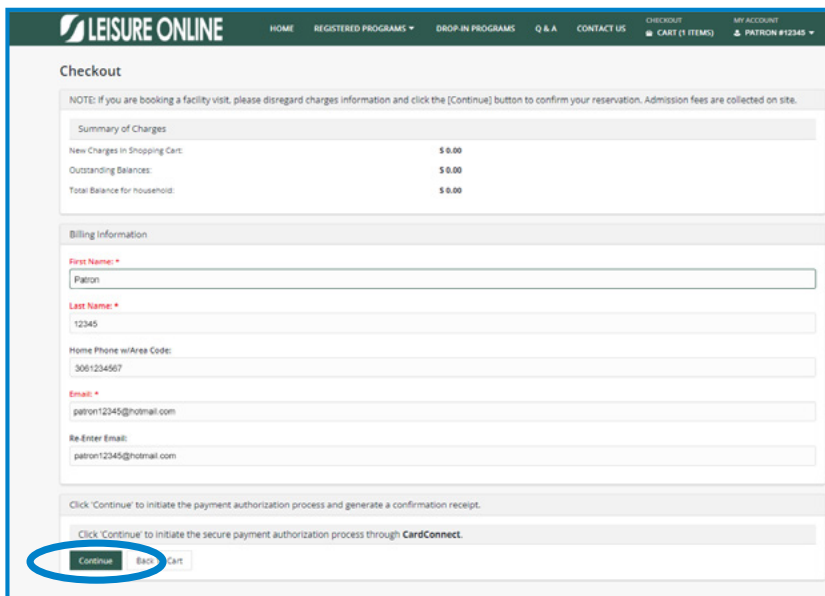 LEISURE ONLINE
HOME REGISTERED PROGRAMS DROP-IN PROGRAMS Q & A CONTACT US
CHECKOUT
CART (1 ITEMS)
MY ACCOUNT
PATRON #12345
Checkout
NOTE: If you are booking a facility visit, please disregard charges information and click the [Continue] button to confirm your reservation. Admission fees are collected on site.
Summary of Charges
New Charges In Shopping Cart: $ 0.00
Outstanding Balances: $ 0.00
Total Balance for household: $ 0.00
Billing Information
First Name: *
Patron
Last Name: *
12345
Home Phone w/Area Code:
3061234567
Email: *
patron12345@hotmail.com
Re-Enter Email:
patron12345@hotmail.com
Click 'Continue' to initiate the payment authorization process and generate a confirmation receipt.
Click 'Continue' to initiate the secure payment authorization process through CardConnect.
Continue Back Cart